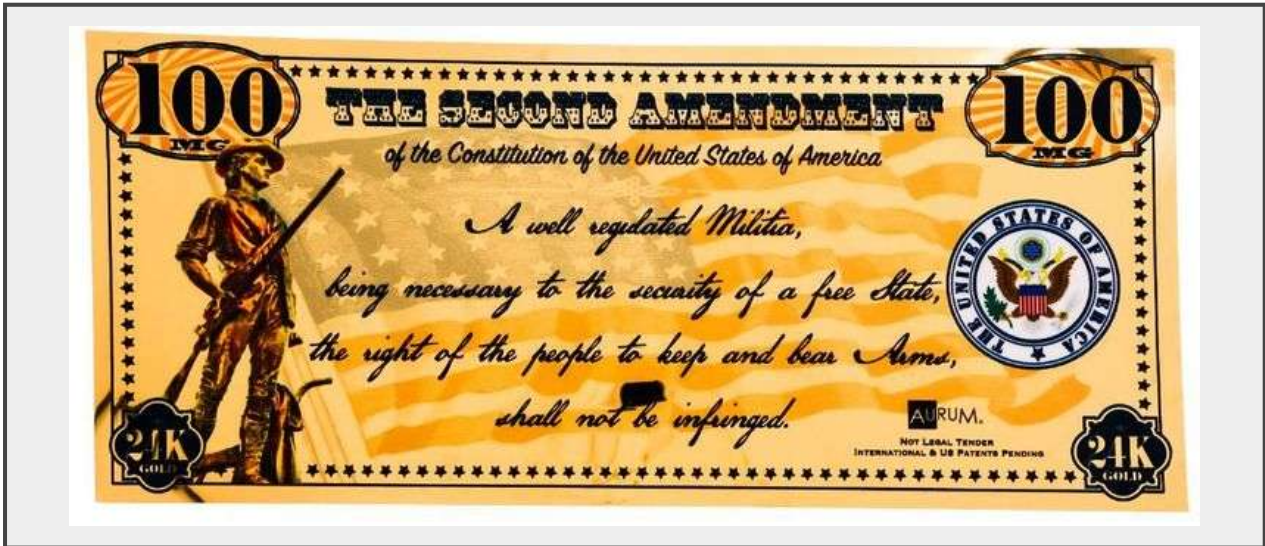 100
MG
THE SECOND AMENDMENT
of the Constitution of the United States of America
100
MG
A well regulated Militia,
being necessary to the security of a free State,
the right of the people to keep and bear Arms,
shall not be infringed.
THE UNITED STATES OF AMERICA
AURUM.
NOT LEGAL TENDER
INTERNATIONAL & US PATENTS PENDING
24K
GOLD
24K
GOLD